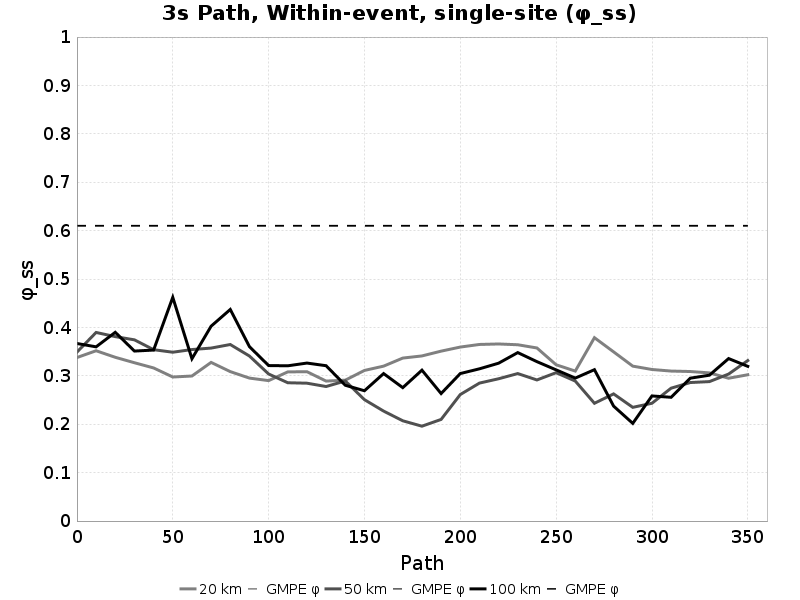 3s Path, Within-event, single-site (φ_ss)
1
0.9
0.8
0.7
0.6
0.5
0.4
0.3
0.2
0.1
0
φ_ss
0 50 100 150 200 250 300 350
Path
20 km GMPE φ 50 km GMPE φ 100 km GMPE φ